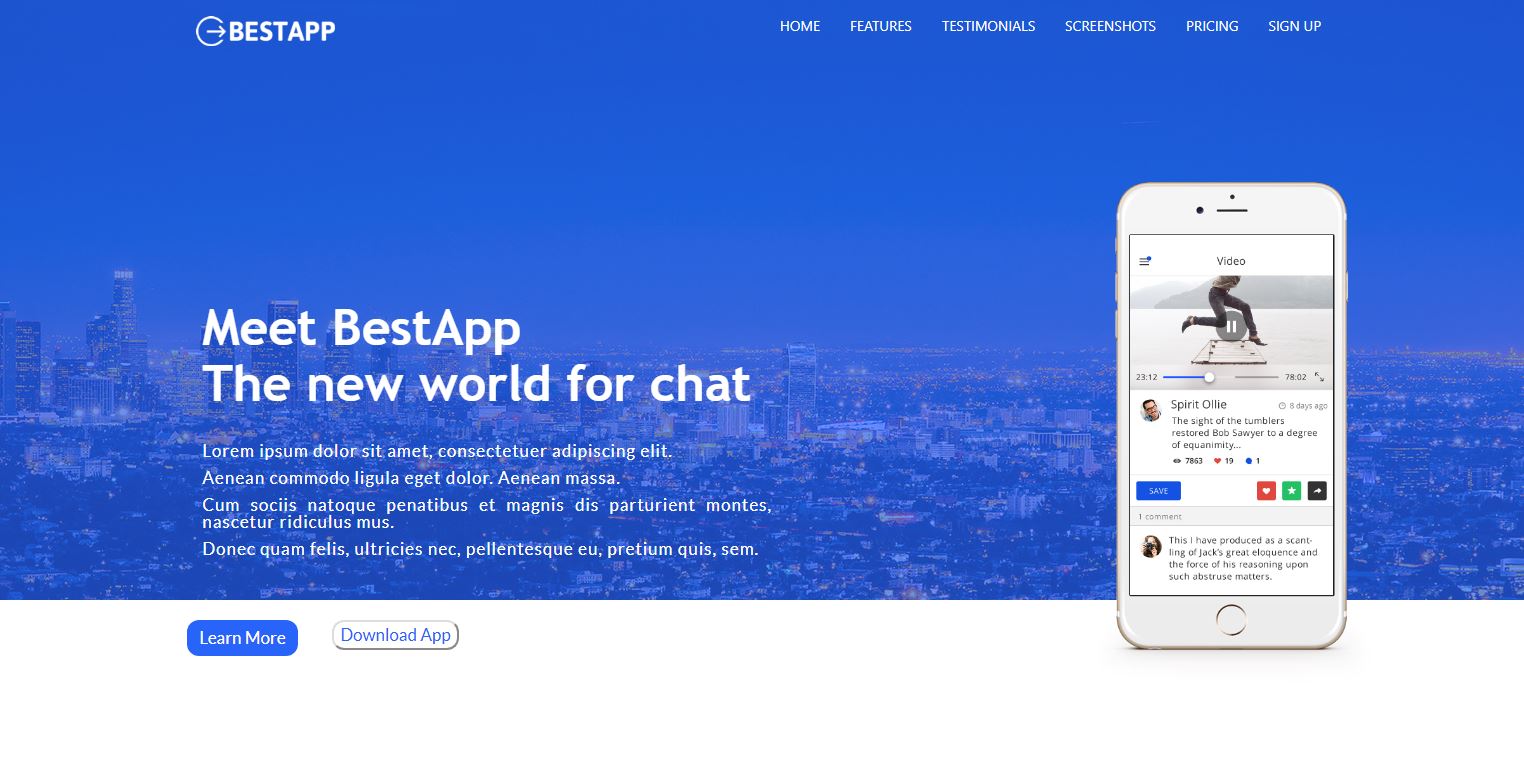 BESTAPP
HOME FEATURES TESTIMONIALS SCREENSHOTS PRICING SIGN UP
Meet BestApp
The new world for chat
Lorem ipsum dolor sit amet, consectetuer adipiscing elit.
Aenean commodo ligula eget dolor. Aenean massa.
Cum sociis natoque penatibus et magnis dis parturient montes,
nascetur ridiculus mus.
Donec quam felis, ultricies nec, pellentesque eu, pretium quis, sem.
Learn More
Download App
Video
23:12 78:02
Spirit Ollie 8 days ago
The sight of the tumblers
restored Bob Sawyer to a degree
of equanimity...
7863 19 1
SAVE
1 comment
This I have produced as a scant-
ling of Jack's great eloquence and
the force of his reasoning upon
such abstruse matters.